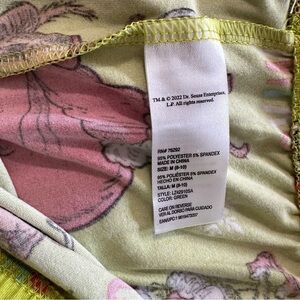 TM & © 2022 Dr. Seuss Enterprises,
L.P. All rights reserved.
RN# 75292
95% POLYESTER 5% SPANDEX
MADE IN CHINA
SIZE: M (8-10)
95% POLIÉSTER 5% SPANDEX
HECHO EN CHINA
TALLA: M (8-10)
STYLE:
COLOR: GREEN
CARE ON REVERSE
VER AL DORSO PARA CUIDADO
EAN/UPC: